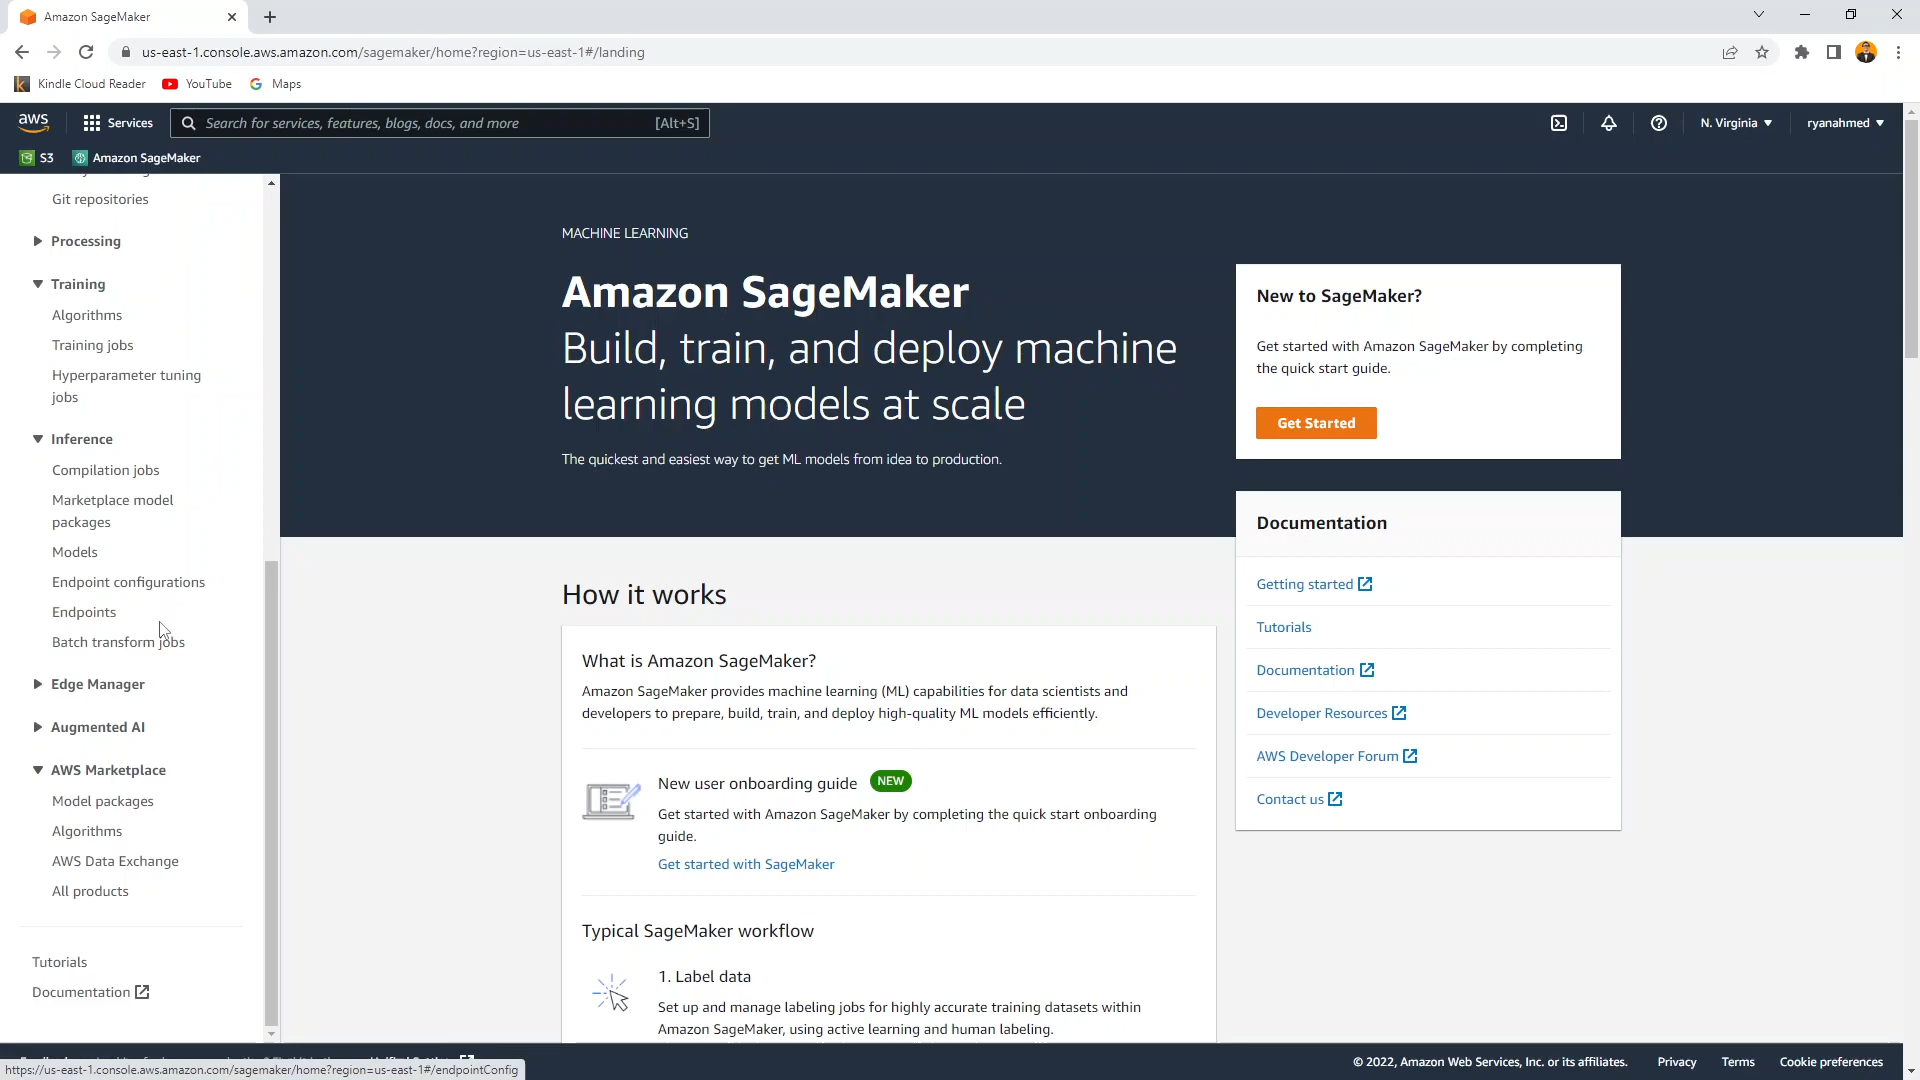 Amazon SageMaker
us-east-1.console.aws.amazon.com/sagemaker/home?region=us-east-1#/landing
Kindle Cloud Reader
YouTube
Maps
aws
Services
Search for services, features, blogs, docs, and more
[Alt+S]
N. Virginia
ryanahmed
S3
Amazon SageMaker
Git repositories
Processing
Training
Algorithms
Training jobs
Hyperparameter tuning
jobs
Inference
Compilation jobs
Marketplace model
packages
Models
Endpoint configurations
Endpoints
Batch transform jobs
Edge Manager
Augmented AI
AWS Marketplace
Model packages
Algorithms
AWS Data Exchange
All products
Tutorials
Documentation
MACHINE LEARNING
Amazon SageMaker
Build, train, and deploy machine
learning models at scale
The quickest and easiest way to get ML models from idea to production.
New to SageMaker?
Get started with Amazon SageMaker by completing
the quick start guide.
Get Started
Documentation
Getting started
Tutorials
Documentation
Developer Resources
AWS Developer Forum
Contact us
How it works
What is Amazon SageMaker?
Amazon SageMaker provides machine learning (ML) capabilities for data scientists and
developers to prepare, build, train, and deploy high-quality ML models efficiently.
New user onboarding guide
NEW
Get started with Amazon SageMaker by completing the quick start onboarding
guide.
Get started with SageMaker
Typical SageMaker workflow
1. Label data
Set up and manage labeling jobs for highly accurate training datasets within
Amazon SageMaker, using active learning and human labeling.
© 2022, Amazon Web Services, Inc. or its affiliates.
Privacy
Terms
Cookie preferences
https://us-east-1.console.aws.amazon.com/sagemaker/home?region=us-east-1#/endpointConfig